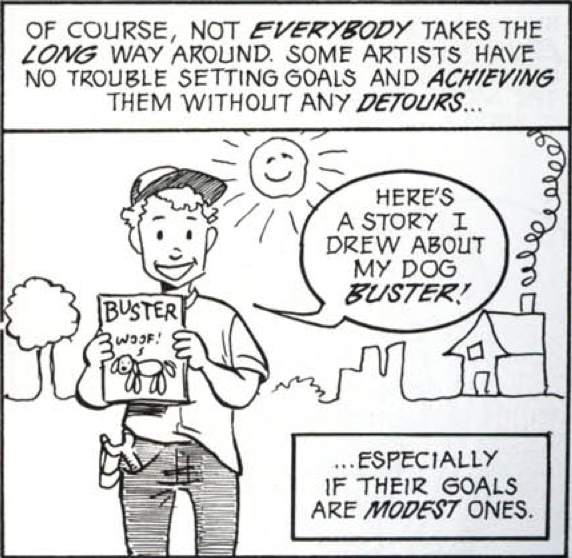 OF COURSE, NOT EVERYBODY TAKES THE
LONG WAY AROUND. SOME ARTISTS HAVE
NO TROUBLE SETTING GOALS AND ACHIEVING
THEM WITHOUT ANY DETOURS...
HERE'S
A STORY I
DREW ABOUT
MY DOG
BUSTER!
BUSTER
WOOF!
...ESPECIALLY
IF THEIR GOALS
ARE MODEST ONES.